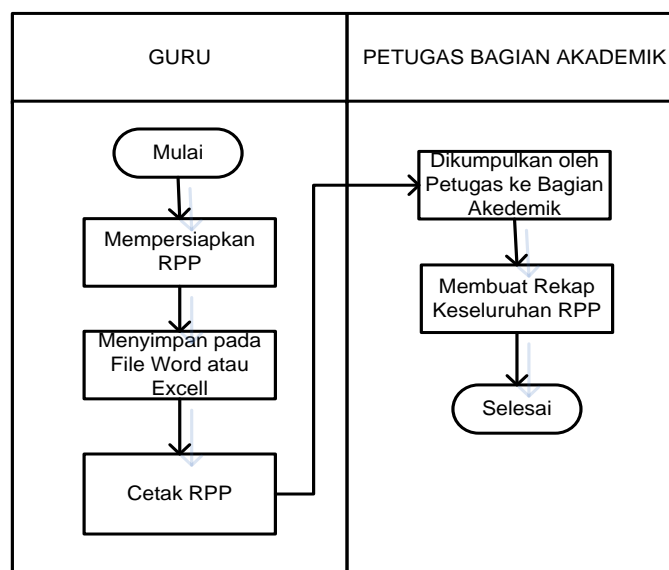 GURU
PETUGAS BAGIAN AKADEMIK
Mulai
Mempersiapkan
RPP
Menyimpan pada
File Word atau
Excell
Cetak RPP
Dikumpulkan oleh
Petugas ke Bagian
Akedemik
Membuat Rekap
Keseluruhan RPP
Selesai